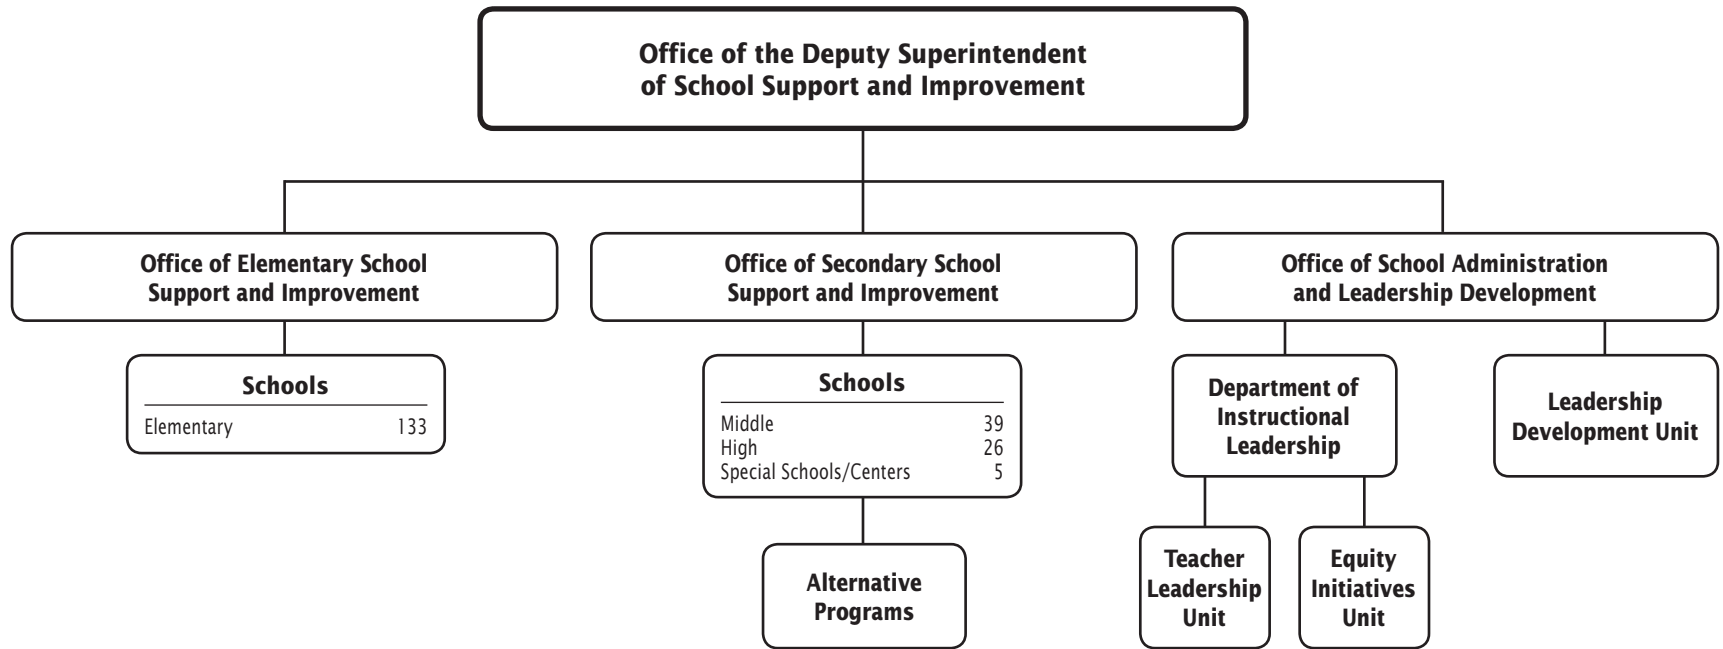 Office of the Deputy Superintendent
of School Support and Improvement
Office of Elementary School
Support and Improvement
Schools
Elementary 133
Office of Secondary School
Support and Improvement
Schools
Middle 39
High 26
Special Schools/Centers 5
Alternative
Programs
Office of School Administration
and Leadership Development
Department of
Instructional
Leadership
Teacher
Leadership
Unit
Equity
Initiatives
Unit
Leadership
Development Unit